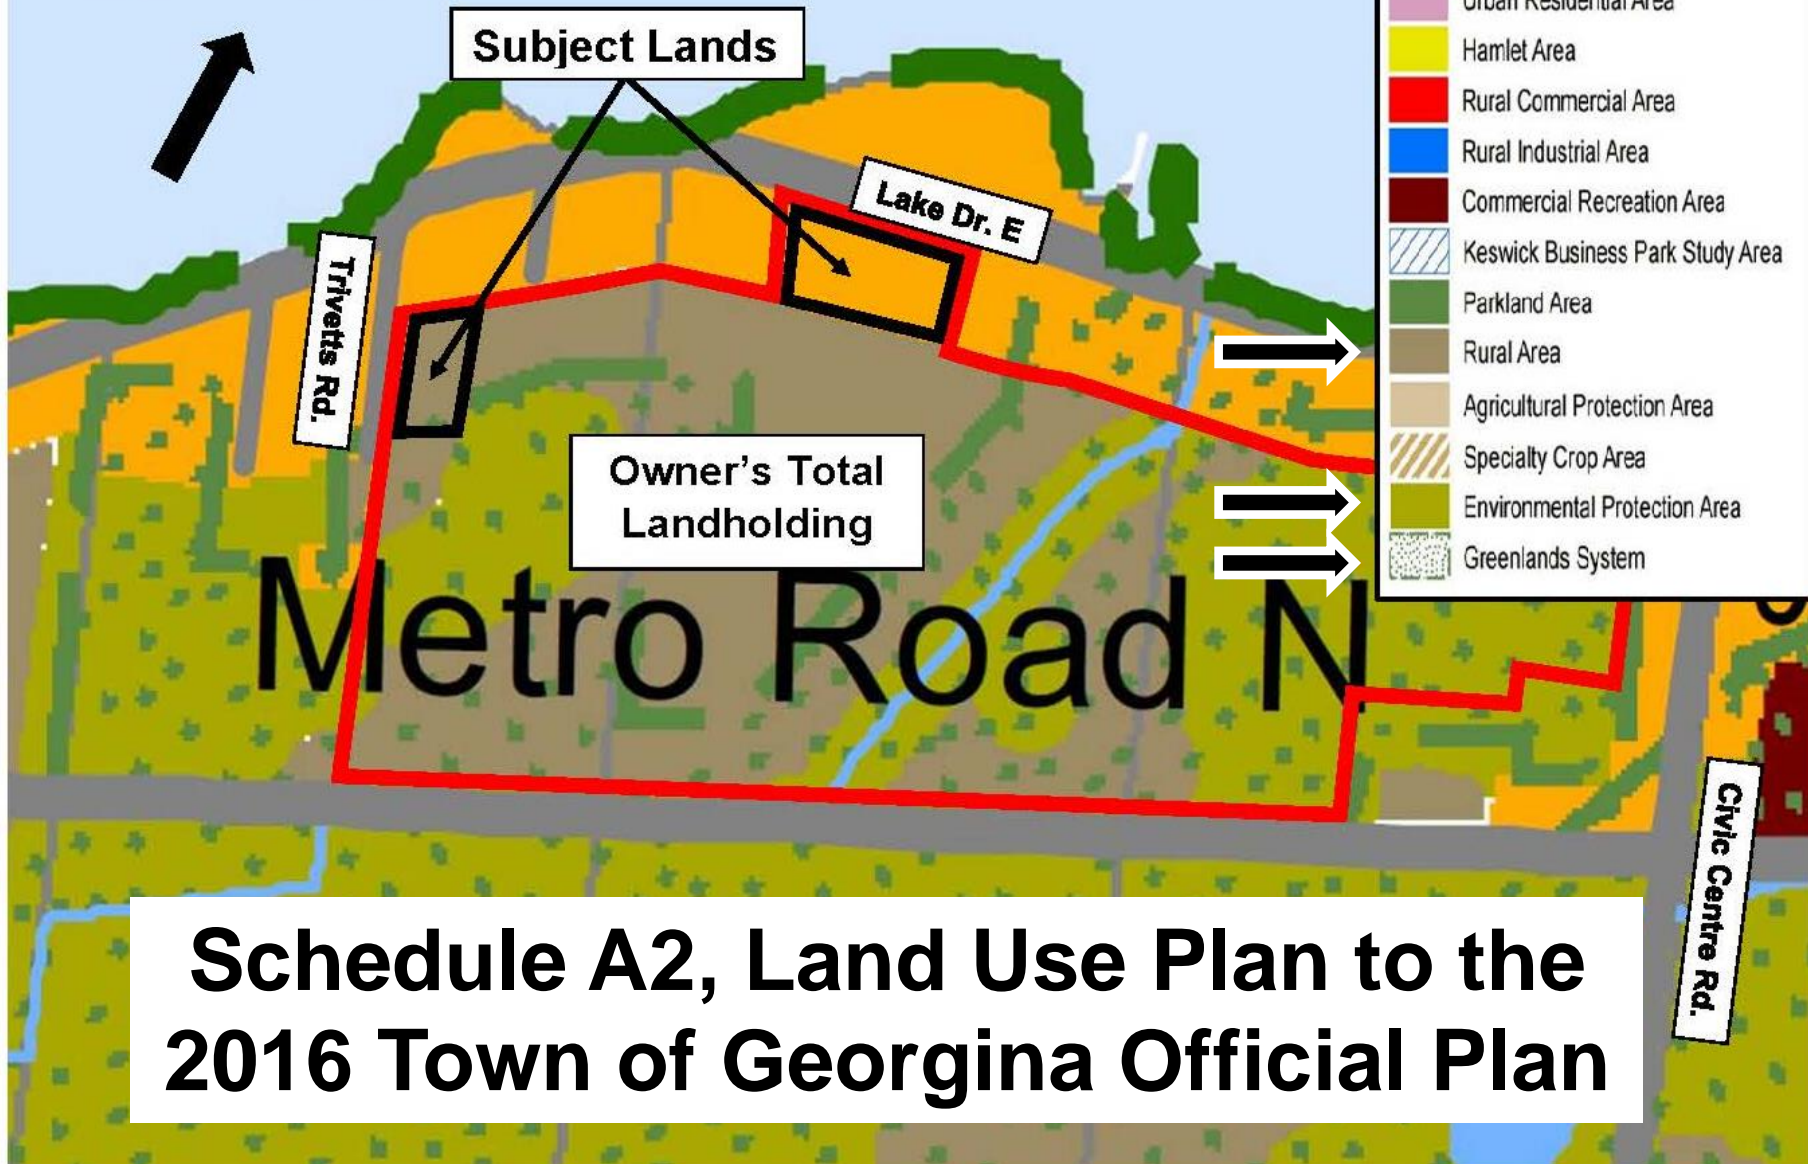 Subject Lands
Urban Residential Area
Hamlet Area
Rural Commercial Area
Rural Industrial Area
Commercial Recreation Area
Keswick Business Park Study Area
Parkland Area
Rural Area
Agricultural Protection Area
Specialty Crop Area
Environmental Protection Area
Greenlands System
Lake Dr. E
Trivetts Rd.
Owner's Total
Landholding
Metro Road N
Civic Centre Rd.
Schedule A2, Land Use Plan to the
2016 Town of Georgina Official Plan